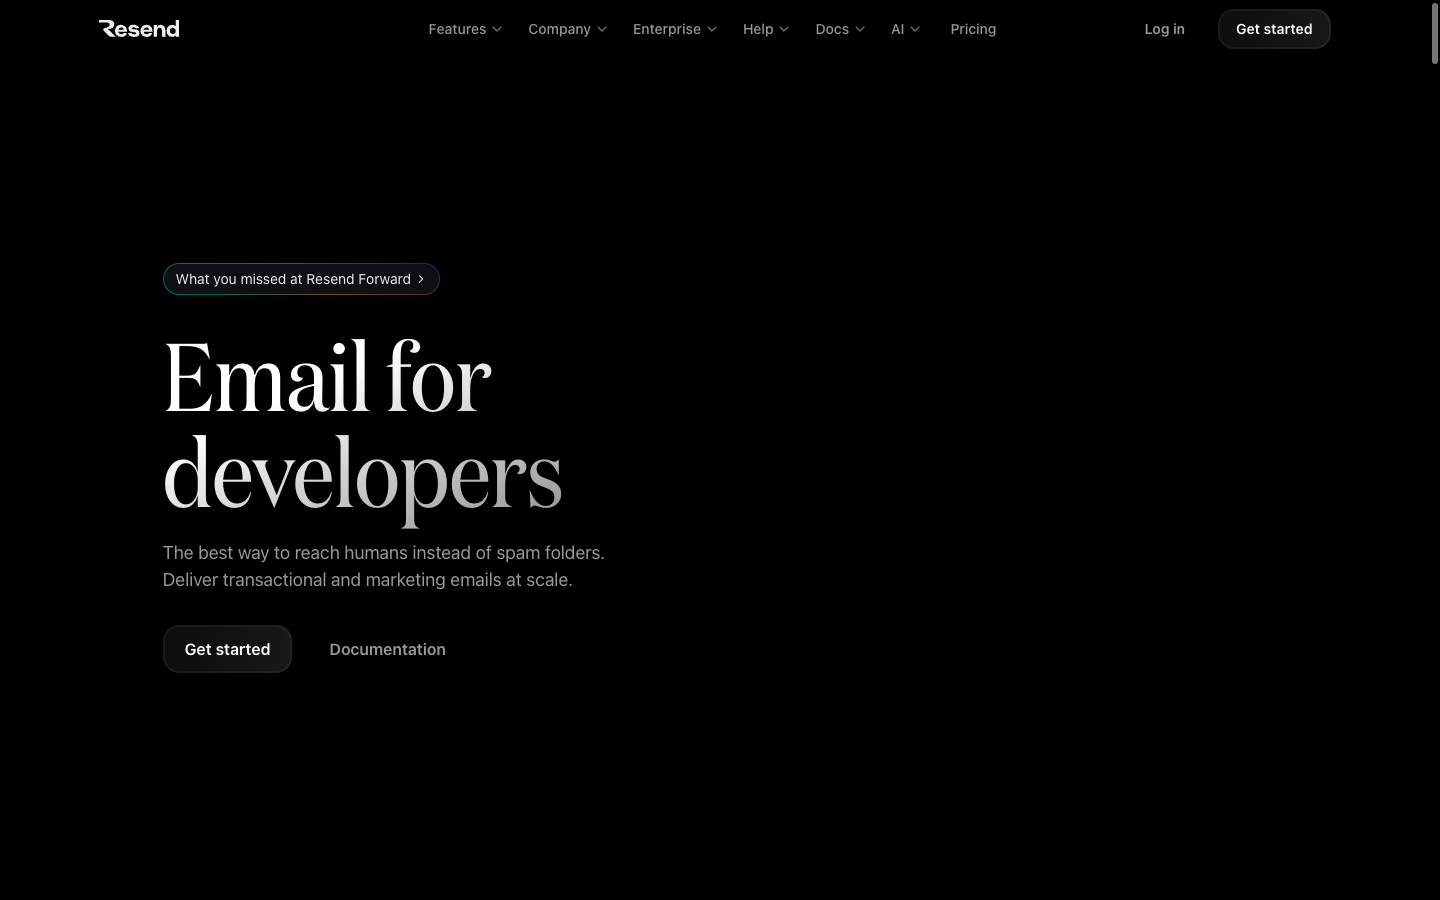 Resend
Features
Company
Enterprise
Help
Docs
AI
Pricing
Log in
Get started
What you missed at Resend Forward
Email for
developers
The best way to reach humans instead of spam folders.
Deliver transactional and marketing emails at scale.
Get started
Documentation